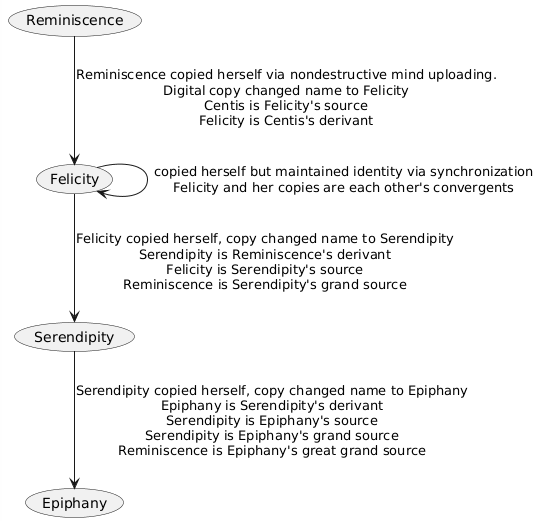 Reminiscence
Reminiscence copied herself via nondestructive mind uploading.
Digital copy changed name to Felicity
Centis is Felicity's source
Felicity is Centis's derivant
Felicity
copied herself but maintained identity via synchronization
Felicity and her copies are each other's convergents
Felicity copied herself, copy changed name to Serendipity
Serendipity is Reminiscence's derivant
Felicity is Serendipity's source
Reminiscence is Serendipity's grand source
Serendipity
Serendipity copied herself, copy changed name to Epiphany
Epiphany is Serendipity's derivant
Serendipity is Epiphany's source
Serendipity is Epiphany's grand source
Reminiscence is Epiphany's great grand source
Epiphany